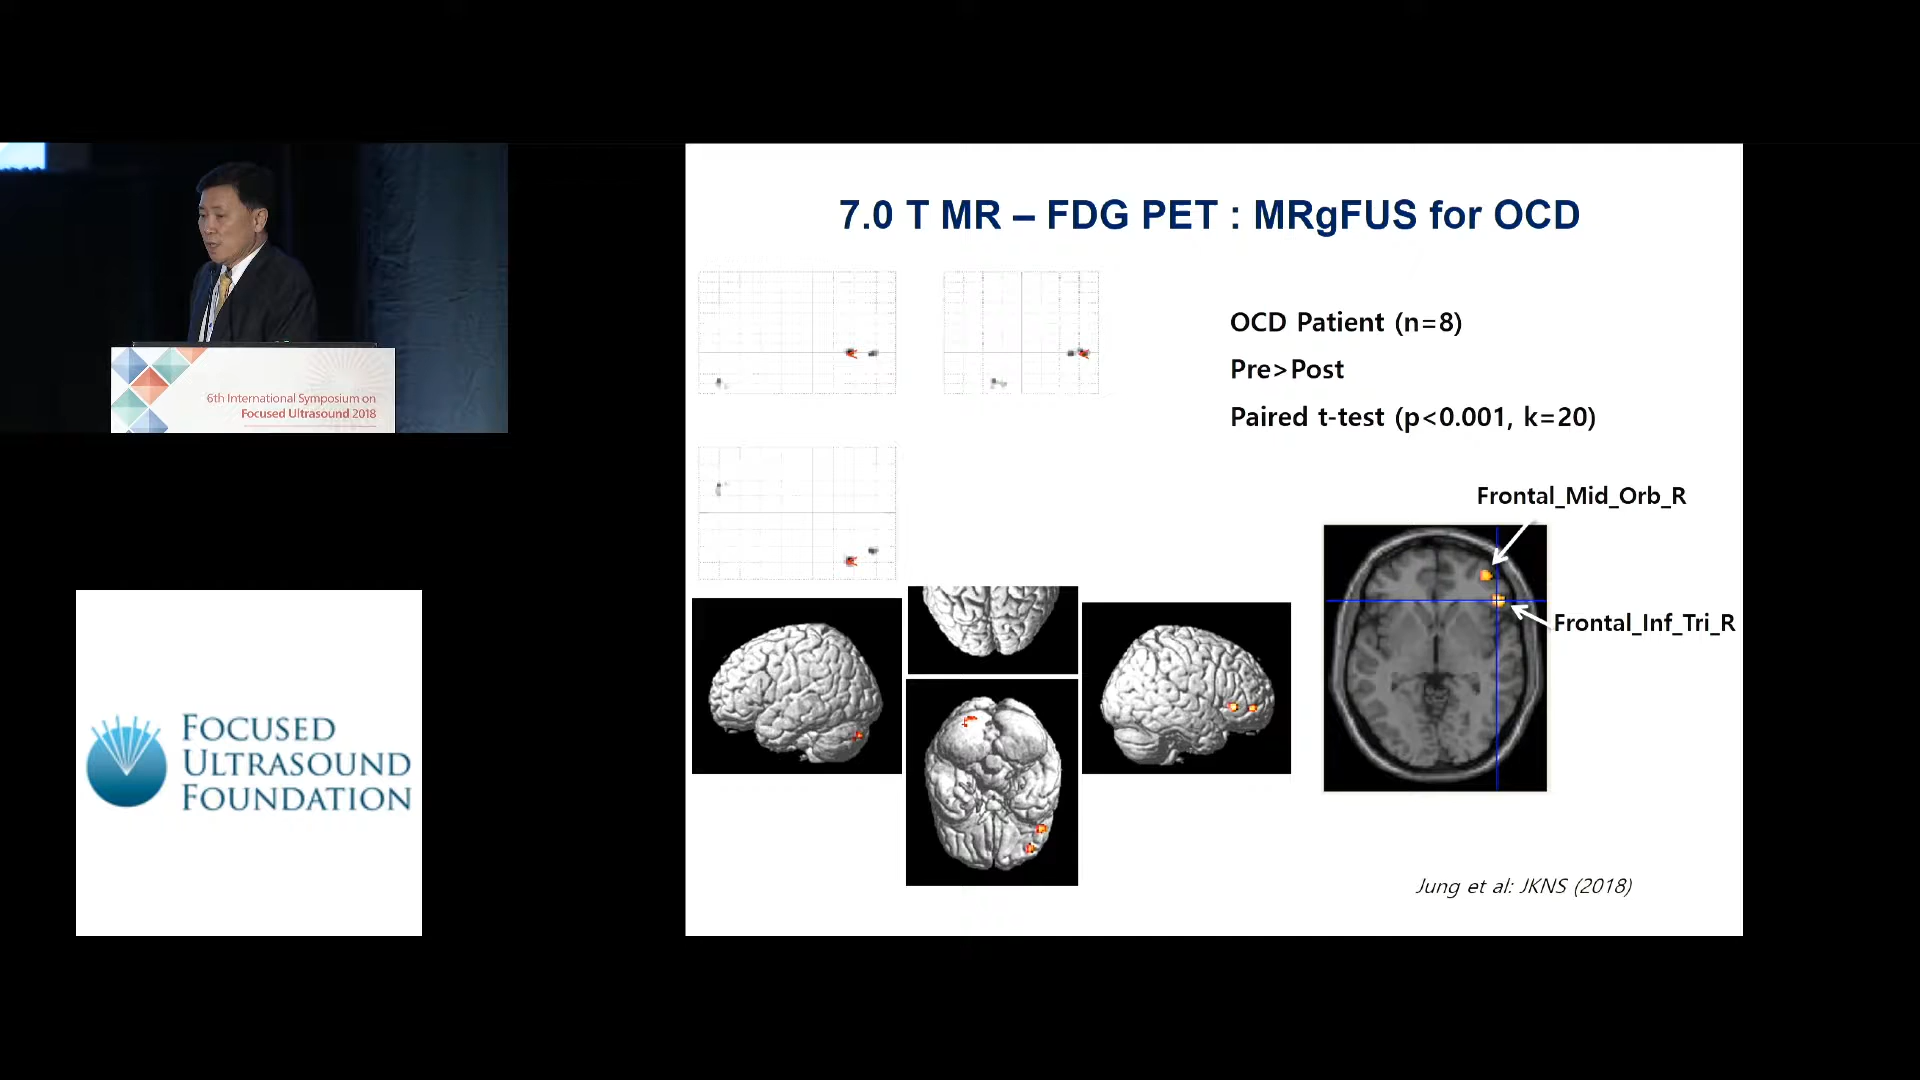 6th International Symposium on
Focused Ultrasound 2018
FOCUSED
ULTRASOUND
FOUNDATION
7.0 T MR – FDG PET : MRgFUS for OCD
OCD Patient (n=8)
Pre>Post
Paired t-test (p<0.001, k=20)
Frontal_Mid_Orb_R
Frontal_Inf_Tri_R
Jung et al: JKNS (2018)